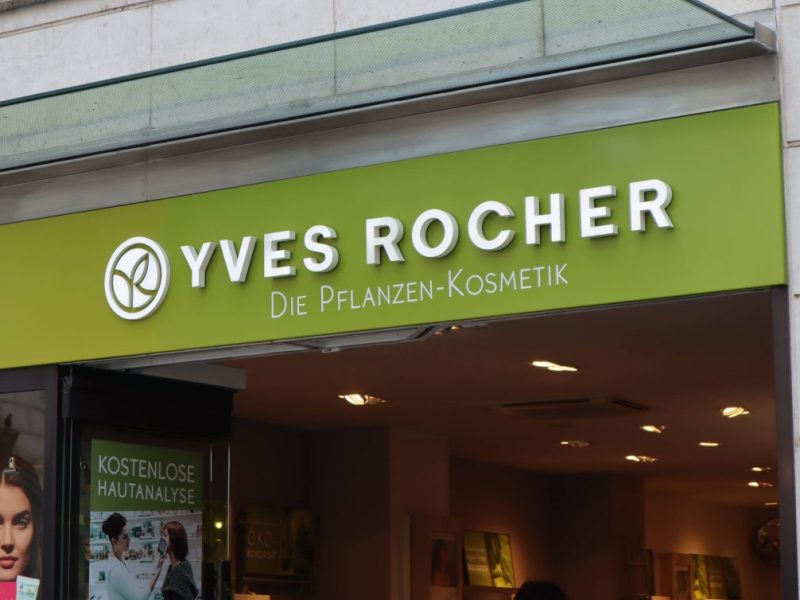 YVES ROCHER
DIE PFLANZEN-KOSMETIK
KOSTENLOSE
HAUTANALYSE